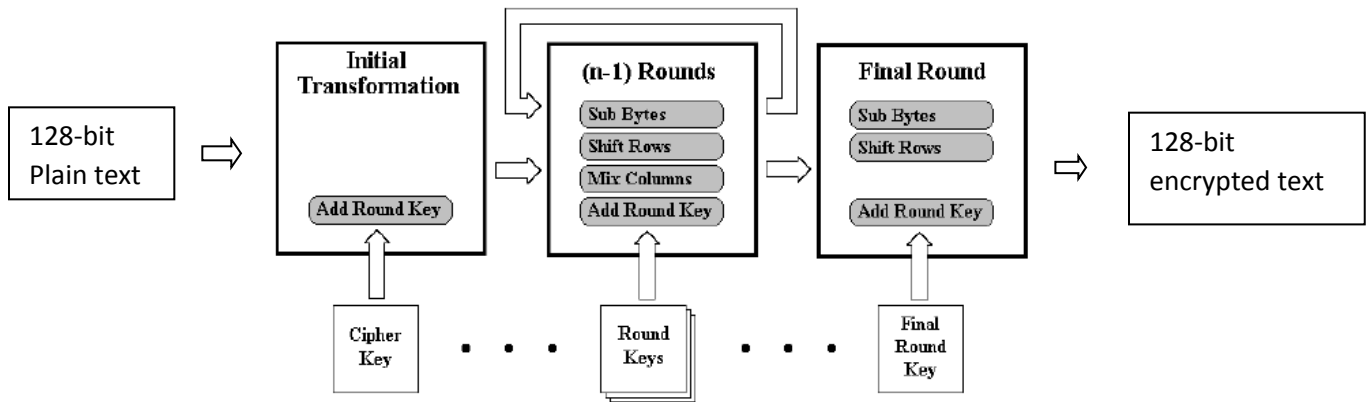 128-bit
Plain text
Initial
Transformation
Add Round Key
Cipher
Key
(n-1) Rounds
Sub Bytes
Shift Rows
Mix Columns
Add Round Key
Round
Keys
Final Round
Sub Bytes
Shift Rows
Add Round Key
Final
Round
Key
128-bit
encrypted text